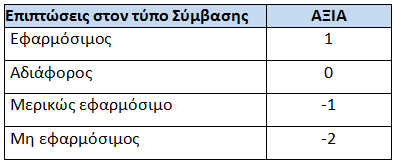 Επιπτώσεις στον τύπο Σύμβασης ΑΞΙΑ
Εφαρμόσιμος 1
Αδιάφορος 0
Μερικώς εφαρμόσιμο -1
Μη εφαρμόσιμος -2